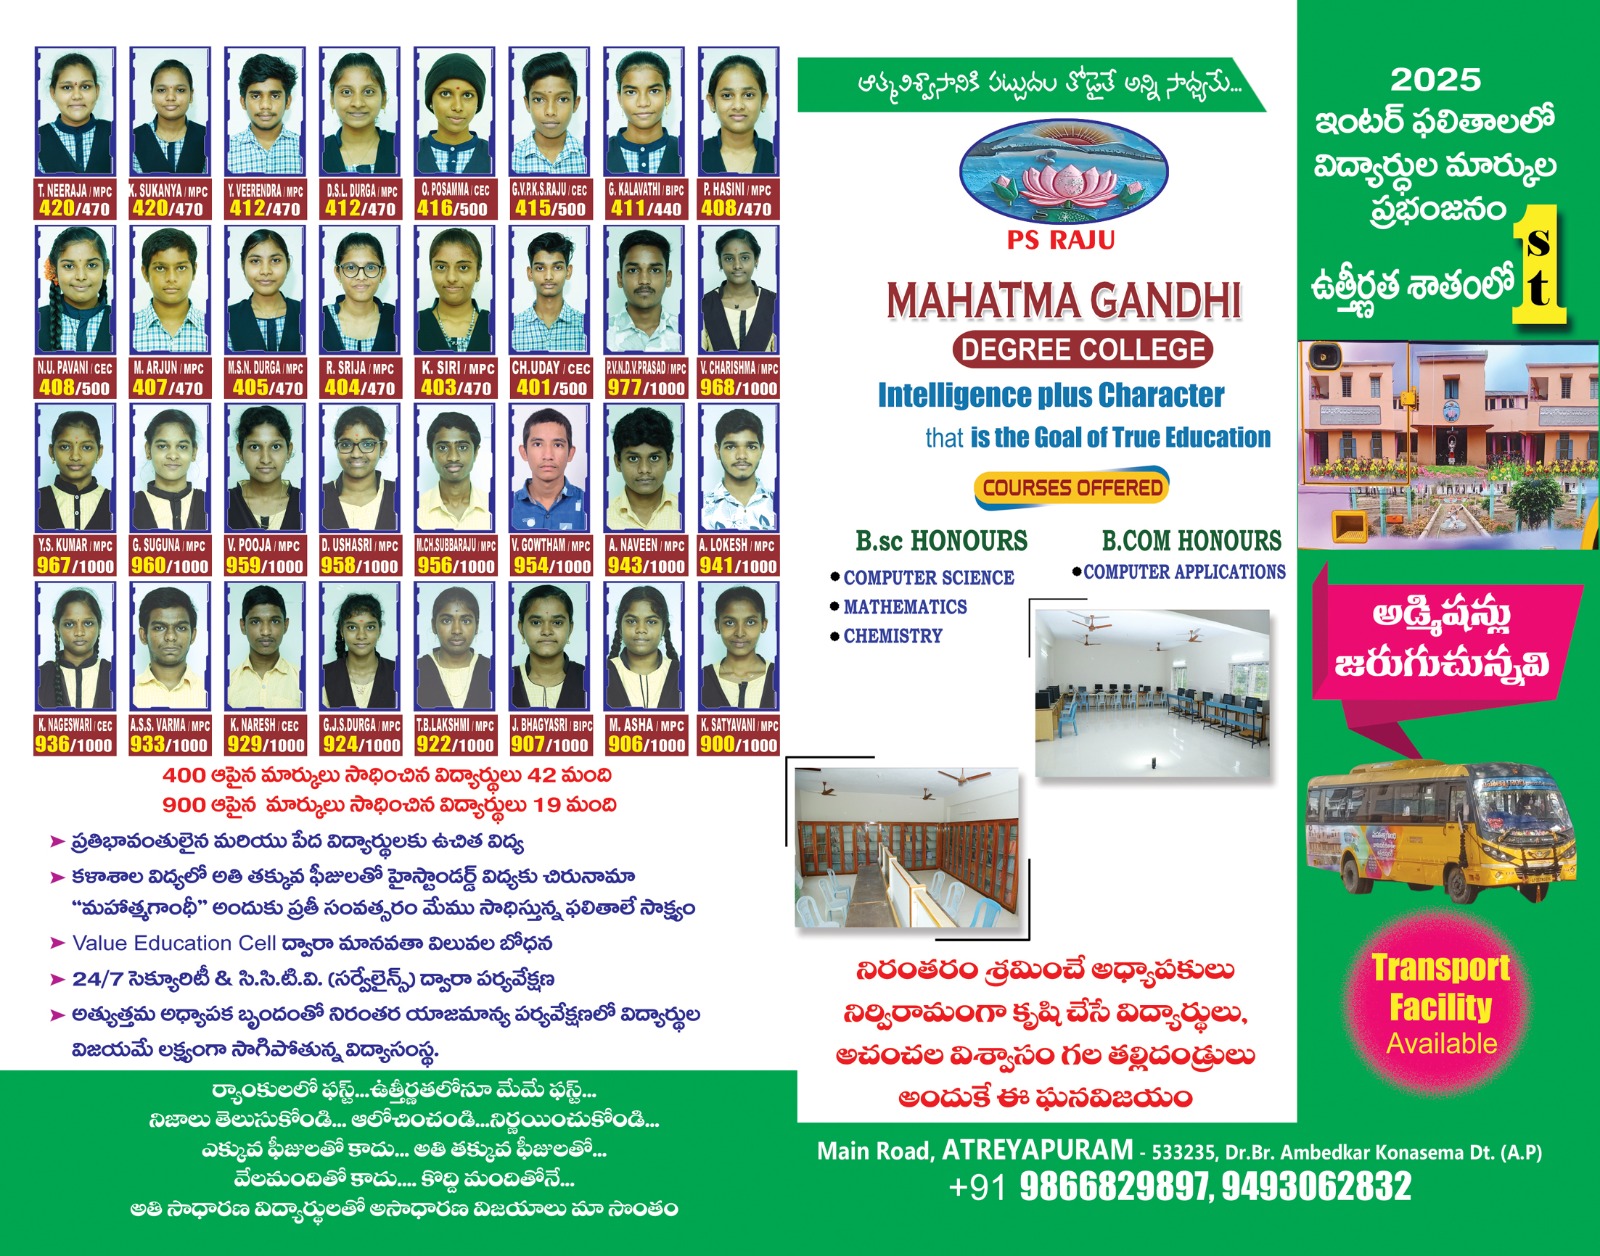 T. NEERAJA / MPC
420/470
K. SUKANYA / MPC
420/470
Y. VEERENDRA / MPC
412/470
D.S.L. DURGA / MPC
412/470
O. POSAMMA / CEC
416/500
G.V.P.K.S.RAJU / CEC
415/500
G. KALAVATHI / BIPC
411/440
P. HASINI / MPC
408/470
N.U. PAVANI / CEC
408/500
M. ARJUN / MPC
407/470
M.S.N. DURGA / MPC
405/470
R. SRIJA / MPC
404/470
K. SIRI / MPC
403/470
CH.UDAY / CEC
401/500
P.V.N.D.V.PRASAD / MPC
977/1000
V. CHARISHMA / MPC
968/1000
Y.S. KUMAR / MPC
967/1000
G. SUGUNA / MPC
960/1000
V. POOJA / MPC
959/1000
D. USHASRI / MPC
958/1000
M.CH.SUBBARAJU / MPC
956/1000
V. GOWTHAM / MPC
954/1000
A. NAVEEN / MPC
943/1000
A. LOKESH / MPC
941/1000
K. NAGESWARI / CEC
936/1000
A.S.S. VARMA / MPC
933/1000
K. NARESH / CEC
929/1000
G.J.S.DURGA / MPC
924/1000
T.B.LAKSHMI / MPC
922/1000
J. BHAGYASRI / BIPC
907/1000
M. ASHA / MPC
906/1000
K. SATYAVANI / MPC
900/1000
400 ఆపైన మార్కులు సాధించిన విద్యార్థులు 42 మంది
900 ఆపైన మార్కులు సాధించిన విద్యార్థులు 19 మంది
➤ ప్రతిభావంతులైన మరియు పేద విద్యార్థులకు ఉచిత విద్య
➤ కళాశాల విద్యలో అతి తక్కువ ఫీజులతో హైస్టాండర్డ్ విద్యకు చిరునామా
“మహాత్మగాంధీ” అందుకు ప్రతీ సంవత్సరం మేము సాధిస్తున్న ఫలితాలే సాక్ష్యం
➤ Value Education Cell ద్వారా మానవతా విలువల బోధన
➤ 24/7 సెక్యూరిటీ & సి.సి.టి.వి. (సర్వేలైన్స్) ద్వారా పర్యవేక్షణ
➤ అత్యుత్తమ అధ్యాపక బృందంతో నిరంతర యాజమాన్య పర్యవేక్షణలో విద్యార్థుల
విజయమే లక్ష్యంగా సాగిపోతున్న విద్యాసంస్థ.
ర్యాంకులలో ఫస్ట్...ఉత్తీర్ణతలోనూ మేమే ఫస్ట్...
నిజాలు తెలుసుకోండి... ఆలోచించండి...నిర్ణయించుకోండి...
ఎక్కువ ఫీజులతో కాదు... అతి తక్కువ ఫీజులతో...
వేలమందితో కాదు.... కొద్ది మందితోనే...
అతి సాధారణ విద్యార్థులతో అసాధారణ విజయాలు మా సొంతం
ఆత్మవిశ్వాసానికి పట్టుదల తోడైతే అన్ని సాధ్యమే...
PS RAJU
MAHATMA GANDHI
DEGREE COLLEGE
Intelligence plus Character
that is the Goal of True Education
COURSES OFFERED
B.sc HONOURS
• COMPUTER SCIENCE
• MATHEMATICS
• CHEMISTRY
B.COM HONOURS
• COMPUTER APPLICATIONS
నిరంతరం శ్రమించే అధ్యాపకులు
నిర్విరామంగా కృషి చేసే విద్యార్థులు,
అచంచల విశ్వాసం గల తల్లిదండ్రులు
అందుకే ఈ ఘనవిజయం
2025
ఇంటర్ ఫలితాలలో
విద్యార్థుల మార్కుల
ప్రభంజనం
ఉత్తీర్ణత శాతంలో 1st
అడ్మిషన్లు
జరుగుచున్నవి
Transport
Facility
Available
Main Road, ATREYAPURAM - 533235, Dr.Br. Ambedkar Konasema Dt. (A.P)
+91 9866829897, 9493062832